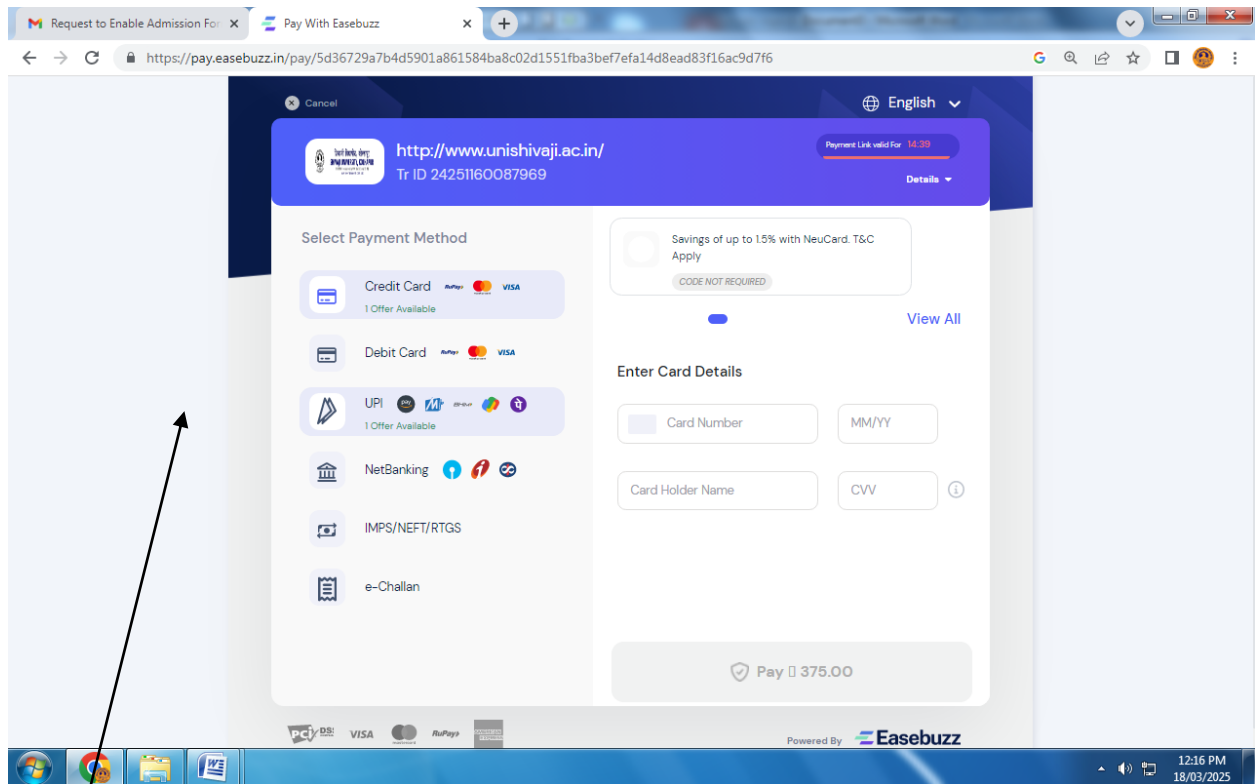 Request to Enable Admission For
Pay With Easebuzz
https://pay.easebuzz.in/pay/5d36729a7b4d5901a861584ba8c02d1551fba3bef7efa14d8ead83f16ac9d7f6
Cancel
English
http://www.unishivaji.ac.in/
Tr ID 24251160087969
Payment Link valid For 14:39
Details
Select Payment Method
Credit Card RuPay VISA
1 Offer Available
Debit Card RuPay VISA
UPI pay
1 Offer Available
NetBanking
IMPS/NEFT/RTGS
e-Challan
Savings of up to 1.5% with NeuCard. T&C
Apply
CODE NOT REQUIRED
View All
Enter Card Details
Card Number
MM/YY
Card Holder Name
CVV
Pay 375.00
PCI DSS VISA mastercard RuPay
Powered By Easebuzz
12:16 PM
18/03/2025